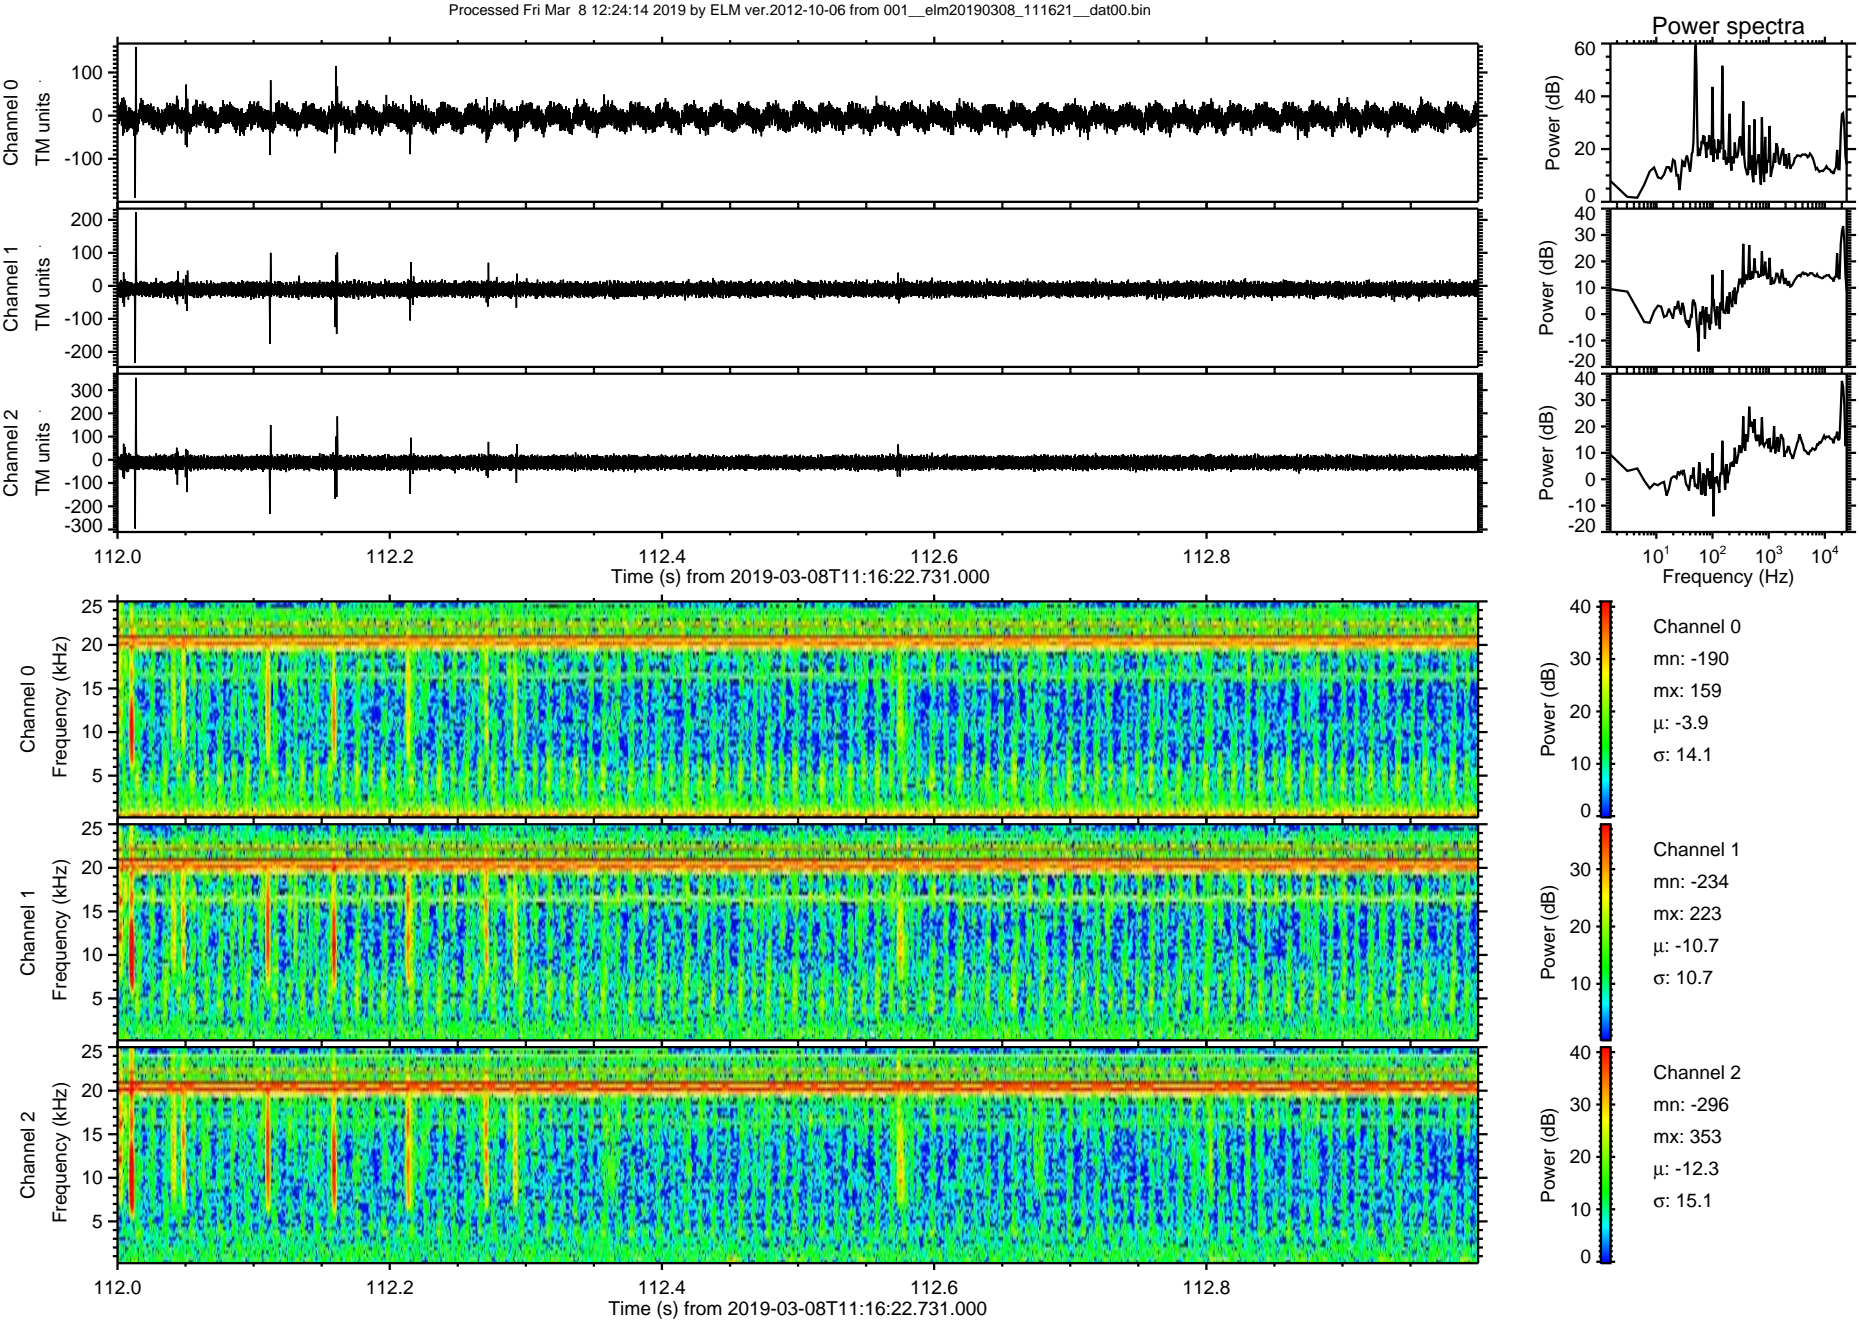 Processed Fri Mar 8 12:24:14 2019 by ELM ver.2012-10-06 from 001__elm20190308_111621__dat00.bin
Power spectra
Channel 0
TM units
100
0
-100
Power (dB)
60
40
20
0
Channel 1
TM units
200
100
0
-100
-200
Power (dB)
40
30
20
10
0
-10
-20
Channel 2
TM units
300
200
100
0
-100
-200
-300
Power (dB)
40
30
20
10
0
-10
-20
112.0 112.2 112.4 112.6 112.8
Time (s) from 2019-03-08T11:16:22.731.000
10¹ 10² 10³ 10⁴
Frequency (Hz)
Channel 0
Frequency (kHz)
25
20
15
10
5
Power (dB)
40
30
20
10
0
Channel 0
mn: -190
mx: 159
μ: -3.9
σ: 14.1
Channel 1
Frequency (kHz)
25
20
15
10
5
Power (dB)
30
20
10
Channel 1
mn: -234
mx: 223
μ: -10.7
σ: 10.7
Channel 2
Frequency (kHz)
25
20
15
10
5
Power (dB)
40
30
20
10
0
Channel 2
mn: -296
mx: 353
μ: -12.3
σ: 15.1
112.0 112.2 112.4 112.6 112.8
Time (s) from 2019-03-08T11:16:22.731.000